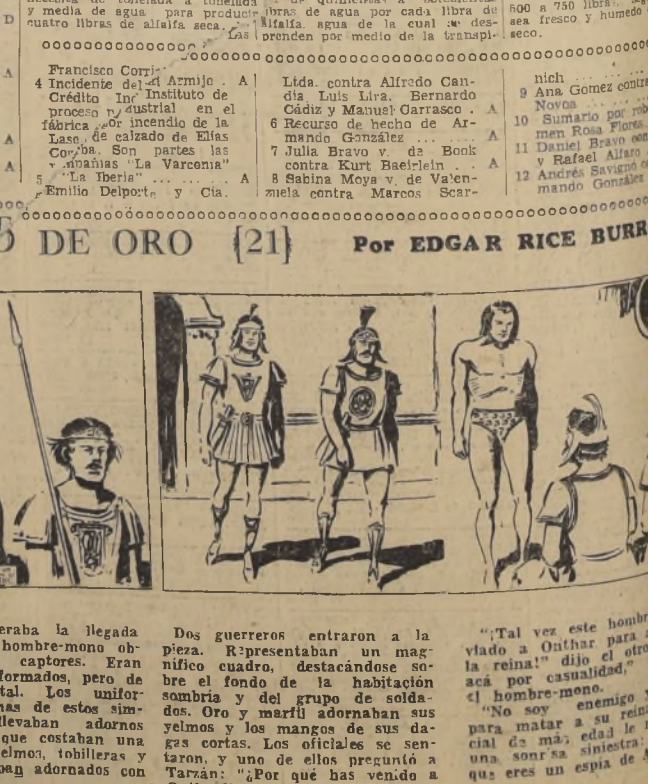 D
y media de agua para producir
cuatro libras de alfalfa seca.
Las
libras de agua por cada libra de
alfalfa. agua de la cual se des-
prenden por medio de la transpi-
600 a 750 libras,
sea fresco y humedo
seco.
A
A
A
Francisco
4 Incidente de Armijo . A
Crédito Instituto de
proceso industrial en el
fábrica por incendio de la
de calzado de Elías
Son partes las
"La Varconia"
5 "La Iberia" ... A
Emilio Delporte y Cia.
Ltda. contra Alfredo Can-
dia Luis Lira. Bernardo
Cádiz y Manuel Carrasco . A
6 Recurso de hecho de Ar-
mando González ... A
7 Julia Bravo v. de Book
contra Kurt Baeirlein . . A
8 Sabina Moya v. de Valen-
zuela contra Marcos Scar-
nich ...
9 Ana Gomez contra
Novoa ...
10 Sumario por
men Rosa Flores
11 Daniel Bravo con
y Rafael Alfaro
12 Andrés Savigné
mando González
DE ORO {21}
Por EDGAR RICE BURR
eraba la llegada
hombre-mono ob-
captores. Eran
formados, pero de
tal. Los unifor-
mas de estos sim-
llevaban adornos
que costaban una
elmos, tobilleras y
ban adornados con
Dos guerreros entraron a la
pieza. Representaban un mag-
nífico cuadro, destacándose so-
bre el fondo de la habitación
sombría y del grupo de solda-
dos. Oro y marfil adornaban sus
yelmos y los mangos de sus da-
gas cortas. Los oficiales se sen-
taron, y uno de ellos preguntó a
Tarzán: "¿Por qué has venido a
"¡Tal vez este hombre
viado a Onthar para
la reina!" dijo el otro
acá por casualidad,"
el hombre-mono.
"No soy enemigo
para matar a su reina
cial de más edad le
una sonrisa siniestra:
que eres un espía de A